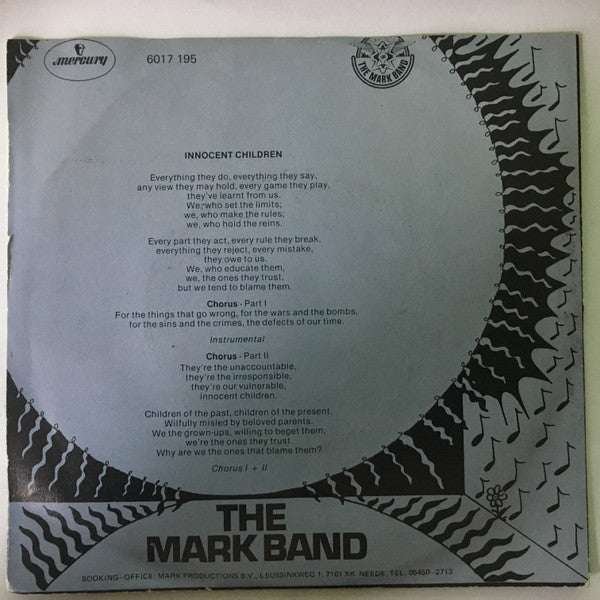 mercury
6017 195
THE MARK BAND
INNOCENT CHILDREN
Everything they do, everything they say,
any view they may hold, every game they play,
they've learnt from us.
We, who set the limits;
we, who make the rules;
we, who hold the reins.
Every part they act, every rule they break,
everything they reject, every mistake,
they owe to us.
We, who educate them,
we, the ones they trust,
but we tend to blame them.
Chorus - Part I
For the things that go wrong, for the wars and the bombs,
for the sins and the crimes, the defects of our time.
Instrumental
Chorus - Part II
They're the unaccountable,
they're the irresponsible,
they're our vulnerable,
innocent children.
Children of the past, children of the present.
Wilfully misled by beloved parents.
We the grown-ups, willing to beget them,
we're the ones they trust.
Why are we the ones that blame them?
Chorus I + II
THE
MARK BAND
BOOKING-OFFICE: MARK PRODUCTIONS B.V., LEUSSINKWEG 1, 7161 XK NEEDE, TEL. 05450-2713